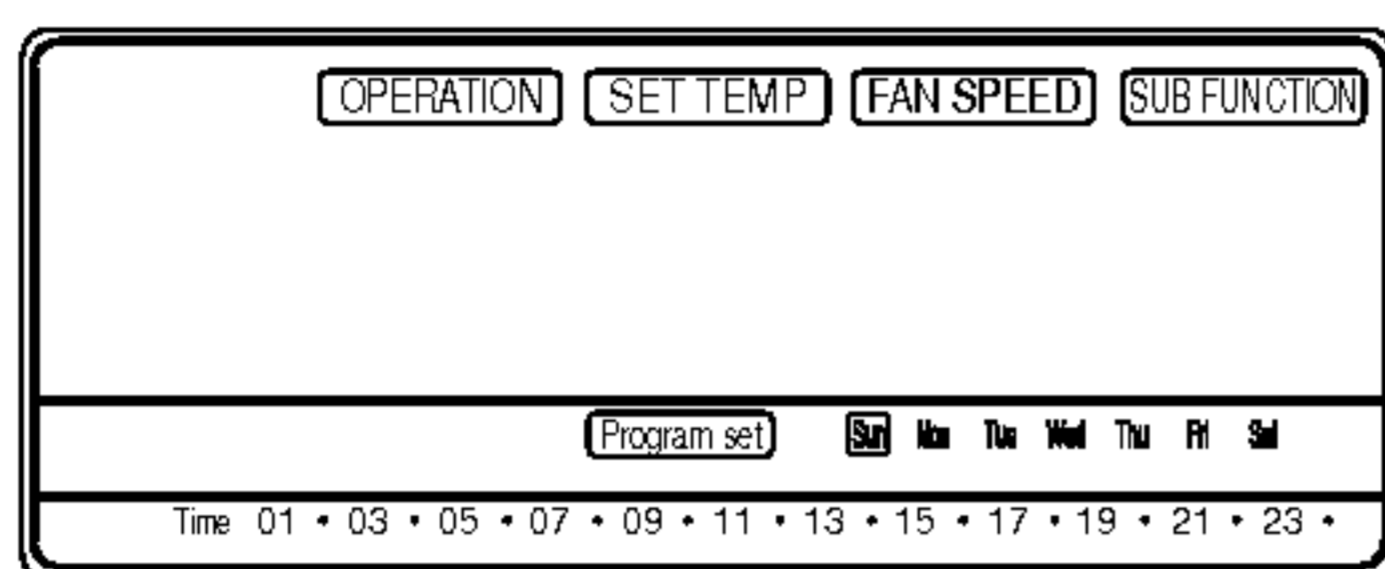 OPERATION SET TEMP FAN SPEED SUB FUNCTION
Program set Sun Mon Tue Wed Thu Fri Sat
Time 01 • 03 • 05 • 07 • 09 • 11 • 13 • 15 • 17 • 19 • 21 • 23 •